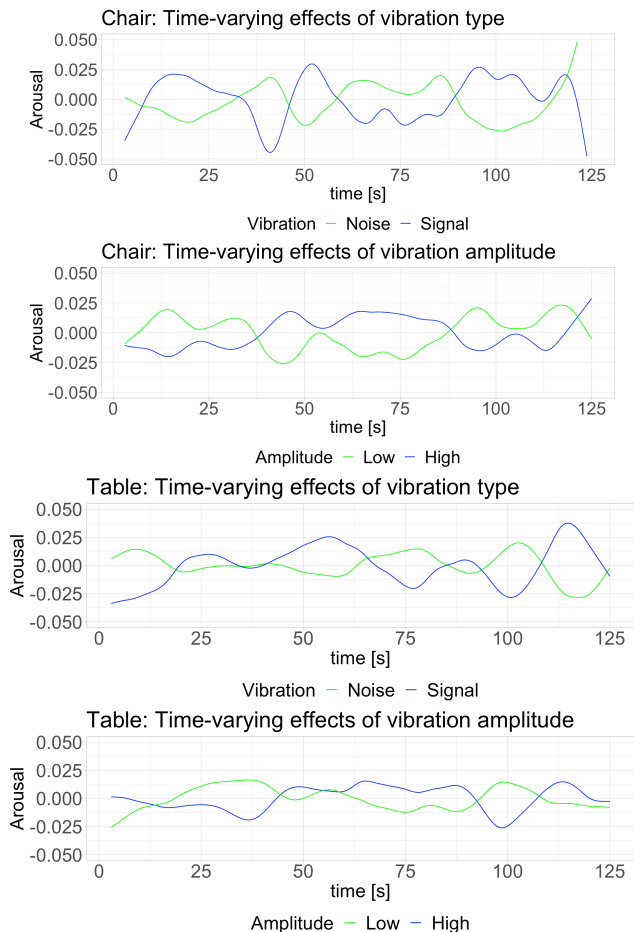 Chair: Time-varying effects of vibration type
0.050
0.025
0.000
-0.025
-0.050
Arousal
0 25 50 75 100 125
time [s]
Vibration Noise Signal
Chair: Time-varying effects of vibration amplitude
0.050
0.025
0.000
-0.025
-0.050
Arousal
0 25 50 75 100 125
time [s]
Amplitude Low High
Table: Time-varying effects of vibration type
0.050
0.025
0.000
-0.025
-0.050
Arousal
0 25 50 75 100 125
time [s]
Vibration Noise Signal
Table: Time-varying effects of vibration amplitude
0.050
0.025
0.000
-0.025
-0.050
Arousal
0 25 50 75 100 125
time [s]
Amplitude Low High